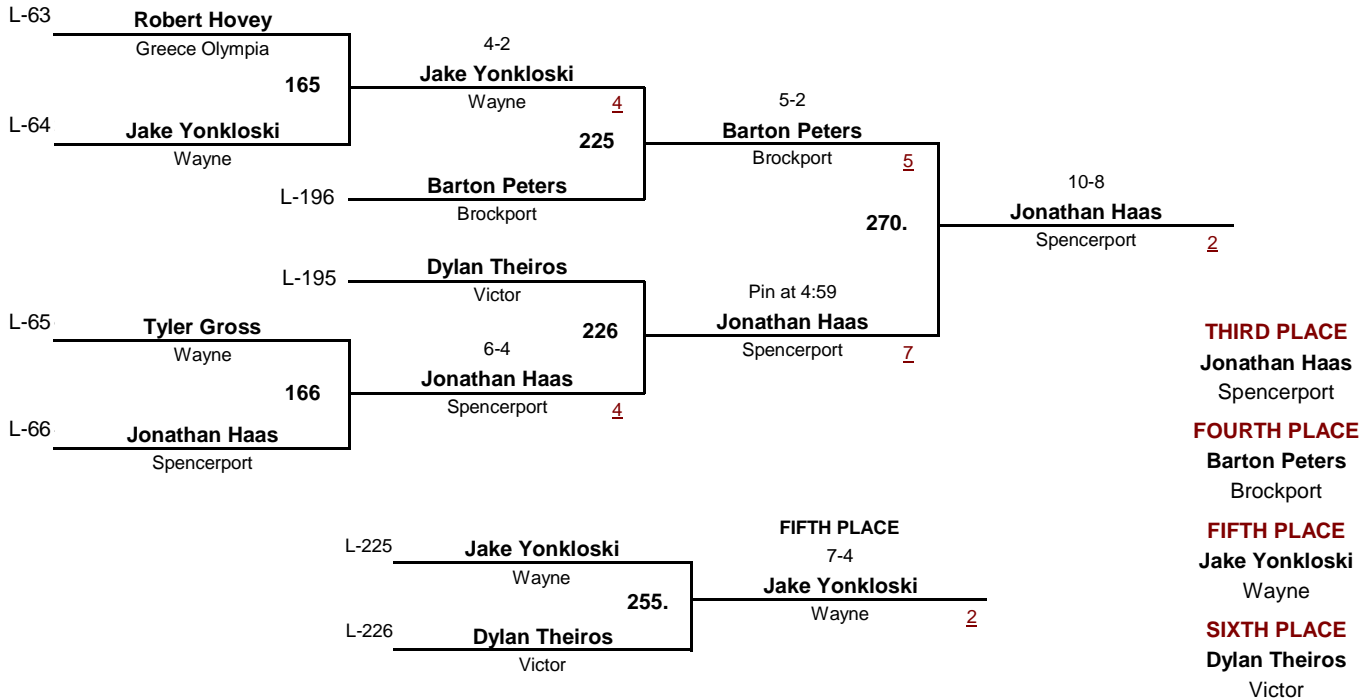 L-63
Robert Hovey
Greece Olympia
165
L-64
Jake Yonkloski
Wayne
4-2
Jake Yonkloski
Wayne
4
225
L-196
Barton Peters
Brockport
5-2
Barton Peters
Brockport
5
270.
10-8
Jonathan Haas
Spencerport
2
L-195
Dylan Theiros
Victor
226
Pin at 4:59
Jonathan Haas
Spencerport
7
L-65
Tyler Gross
Wayne
166
6-4
Jonathan Haas
Spencerport
4
L-66
Jonathan Haas
Spencerport
THIRD PLACE
Jonathan Haas
Spencerport
FOURTH PLACE
Barton Peters
Brockport
FIFTH PLACE
Jake Yonkloski
Wayne
SIXTH PLACE
Dylan Theiros
Victor
L-225
Jake Yonkloski
Wayne
255.
L-226
Dylan Theiros
Victor
FIFTH PLACE
7-4
Jake Yonkloski
Wayne
2